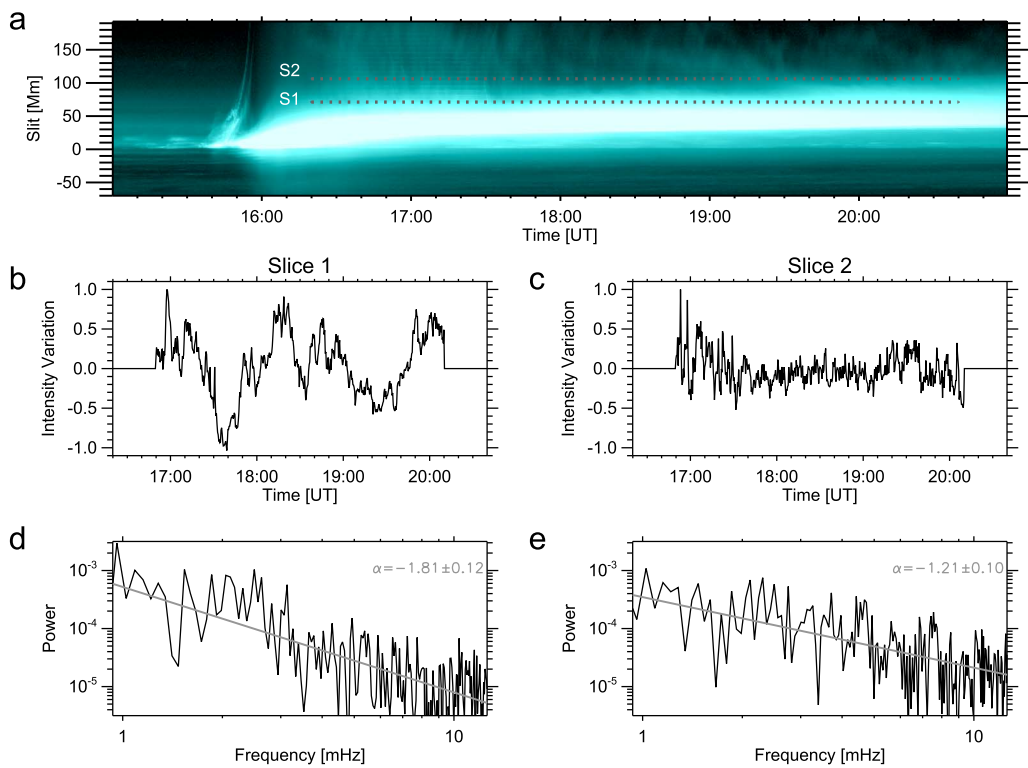 a
150
100
50
0
-50
Slit [Mm]
S2
S1
16:00 17:00 18:00 19:00 20:00
Time [UT]
b
Slice 1
1.0
0.5
0.0
-0.5
-1.0
Intensity Variation
17:00 18:00 19:00 20:00
Time [UT]
c
Slice 2
1.0
0.5
0.0
-0.5
-1.0
Intensity Variation
17:00 18:00 19:00 20:00
Time [UT]
d
α=−1.81±0.12
10⁻³
10⁻⁴
10⁻⁵
Power
1 10
Frequency [mHz]
e
α=−1.21±0.10
10⁻³
10⁻⁴
10⁻⁵
Power
1 10
Frequency [mHz]